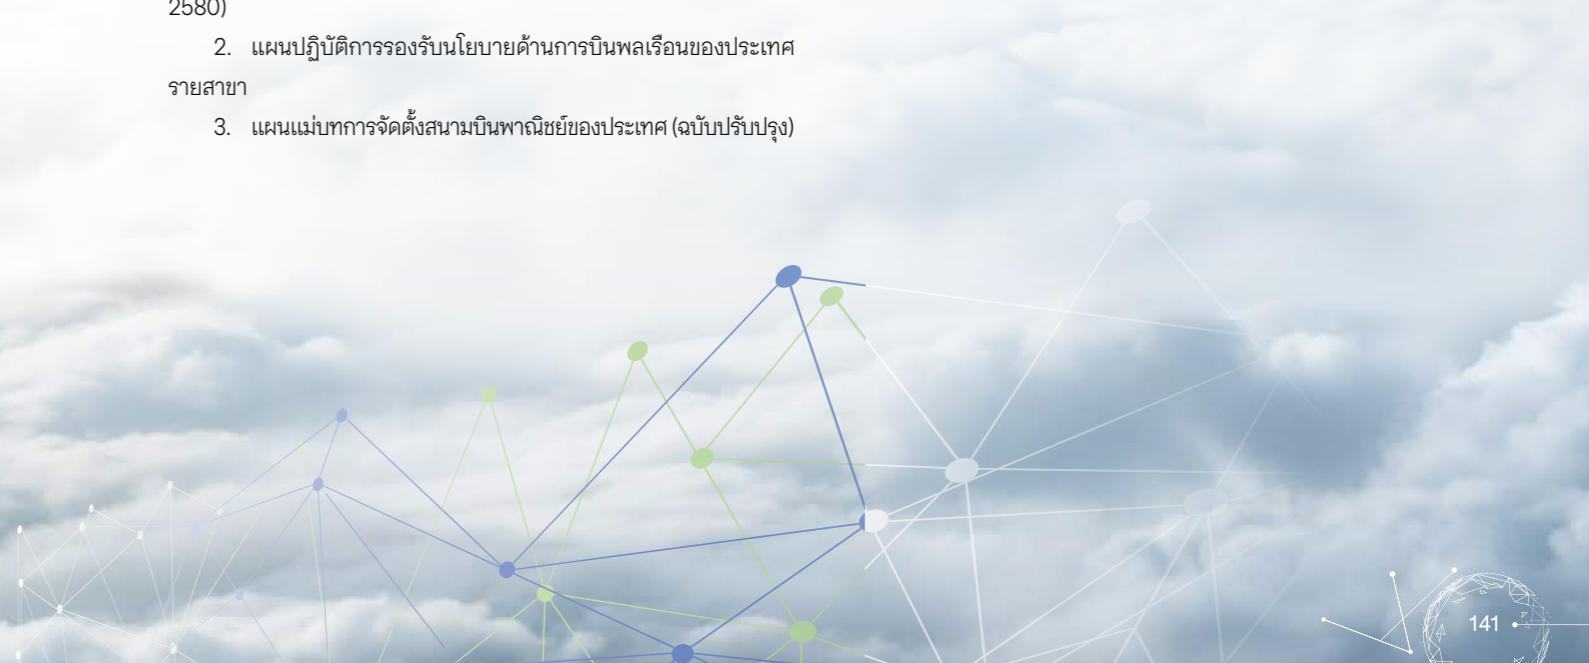 2580)
2. แผนปฏิบัติการรองรับนโยบายด้านการบินพลเรือนของประเทศ
รายสาขา
3. แผนแม่บทการจัดตั้งสนามบินพาณิชย์ของประเทศ (ฉบับปรับปรุง)
141